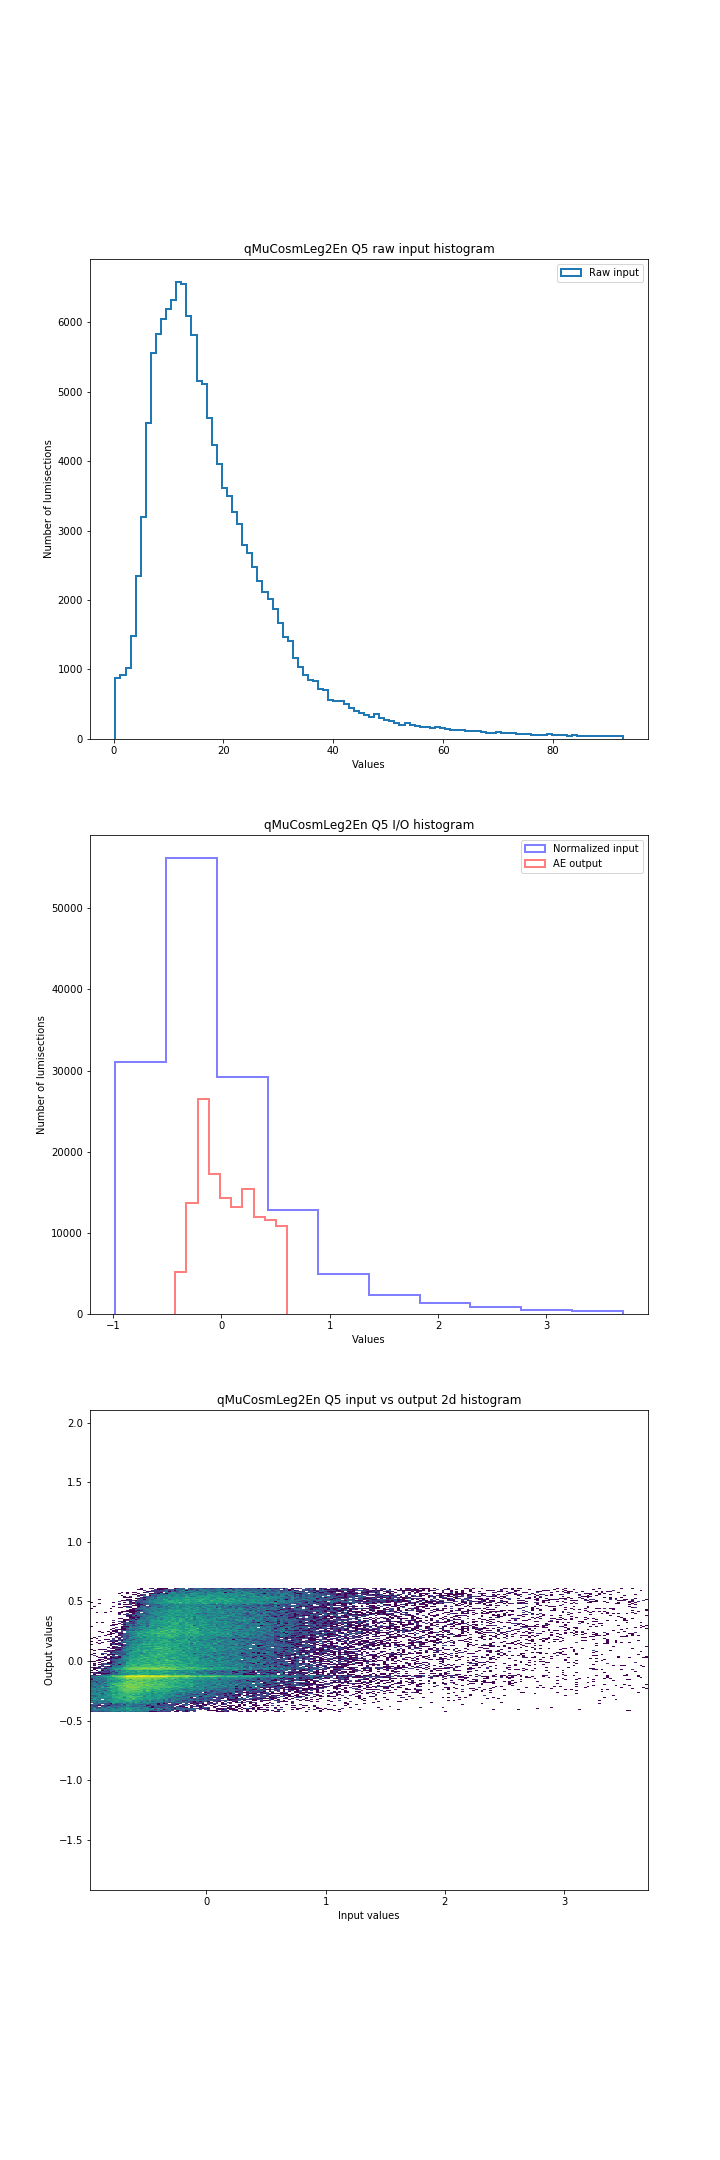 qMuCosmLeg2En Q5 raw input histogram
Raw input
6000
5000
4000
3000
2000
1000
0
Number of lumisections
0 20 40 60 80
Values
qMuCosmLeg2En Q5 I/O histogram
Normalized input
AE output
50000
40000
30000
20000
10000
0
Number of lumisections
−1 0 1 2 3
Values
qMuCosmLeg2En Q5 input vs output 2d histogram
2.0
1.5
1.0
0.5
0.0
−0.5
−1.0
−1.5
Output values
0 1 2 3
Input values